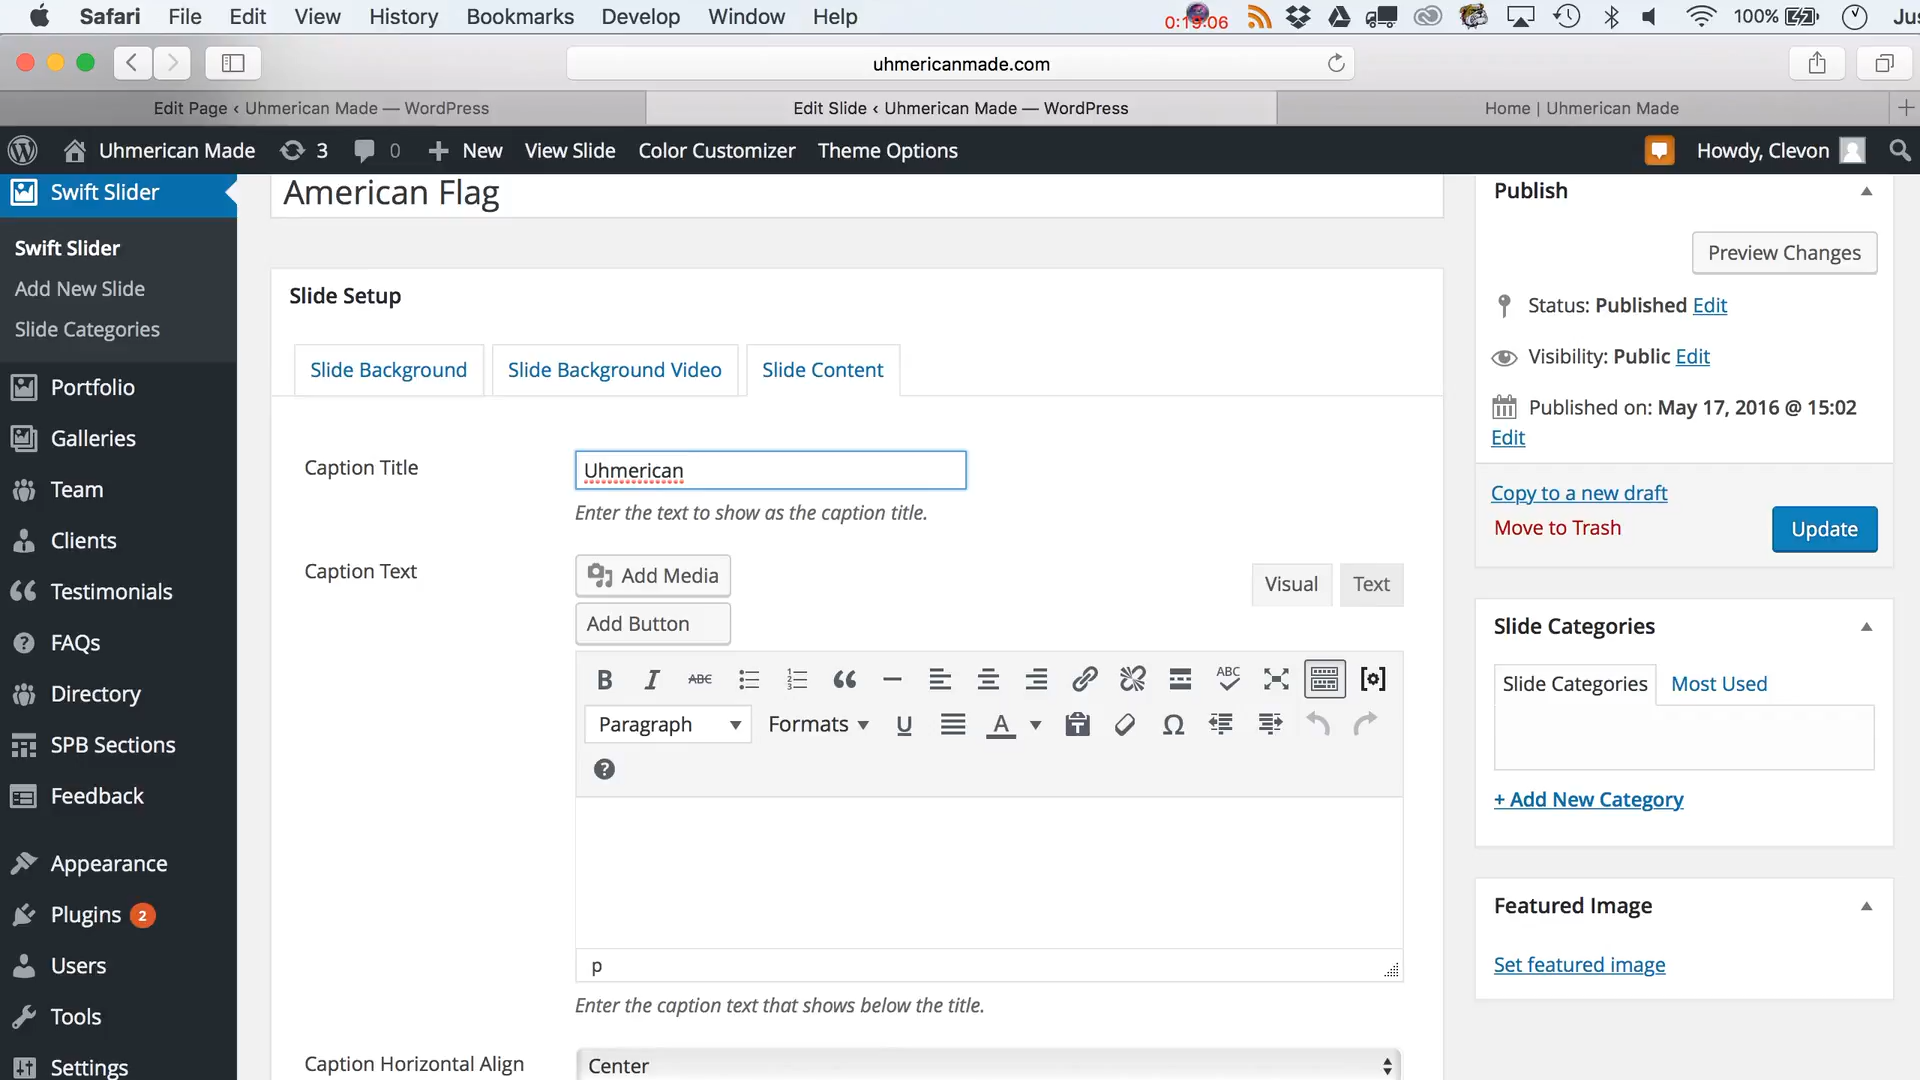 Safari File Edit View History Bookmarks Develop Window Help 0:19:06 100% Jus
uhmericanmade.com
Edit Page ‹ Uhmerican Made — WordPress Edit Slide ‹ Uhmerican Made — WordPress Home | Uhmerican Made
Uhmerican Made 3 0 New View Slide Color Customizer Theme Options Howdy, Clevon
Swift Slider
Swift Slider
Add New Slide
Slide Categories
Portfolio
Galleries
Team
Clients
Testimonials
FAQs
Directory
SPB Sections
Feedback
Appearance
Plugins 2
Users
Tools
Settings
American Flag
Slide Setup
Slide Background Slide Background Video Slide Content
Caption Title Uhmerican
Enter the text to show as the caption title.
Caption Text Add Media
Add Button
Visual Text
B I ABC ABC
Paragraph Formats U A Ω
p
Enter the caption text that shows below the title.
Caption Horizontal Align Center
Publish
Preview Changes
Status: Published Edit
Visibility: Public Edit
Published on: May 17, 2016 @ 15:02
Edit
Copy to a new draft
Move to Trash
Update
Slide Categories
Slide Categories Most Used
+ Add New Category
Featured Image
Set featured image